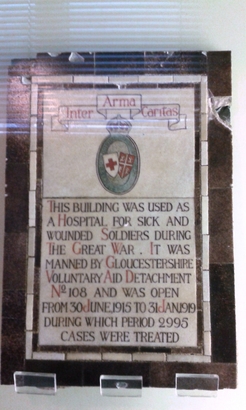 Arma
Inter Caritas
THIS BUILDING WAS USED AS
A HOSPITAL FOR SICK AND
WOUNDED SOLDIERS DURING
THE GREAT WAR. IT WAS
MANNED BY GLOUCESTERSHIRE
VOLUNTARY AID DETACHMENT
No 108 AND WAS OPEN
FROM 30 JUNE, 1915 TO 31 JAN, 1919
DURING WHICH PERIOD 2995
CASES WERE TREATED